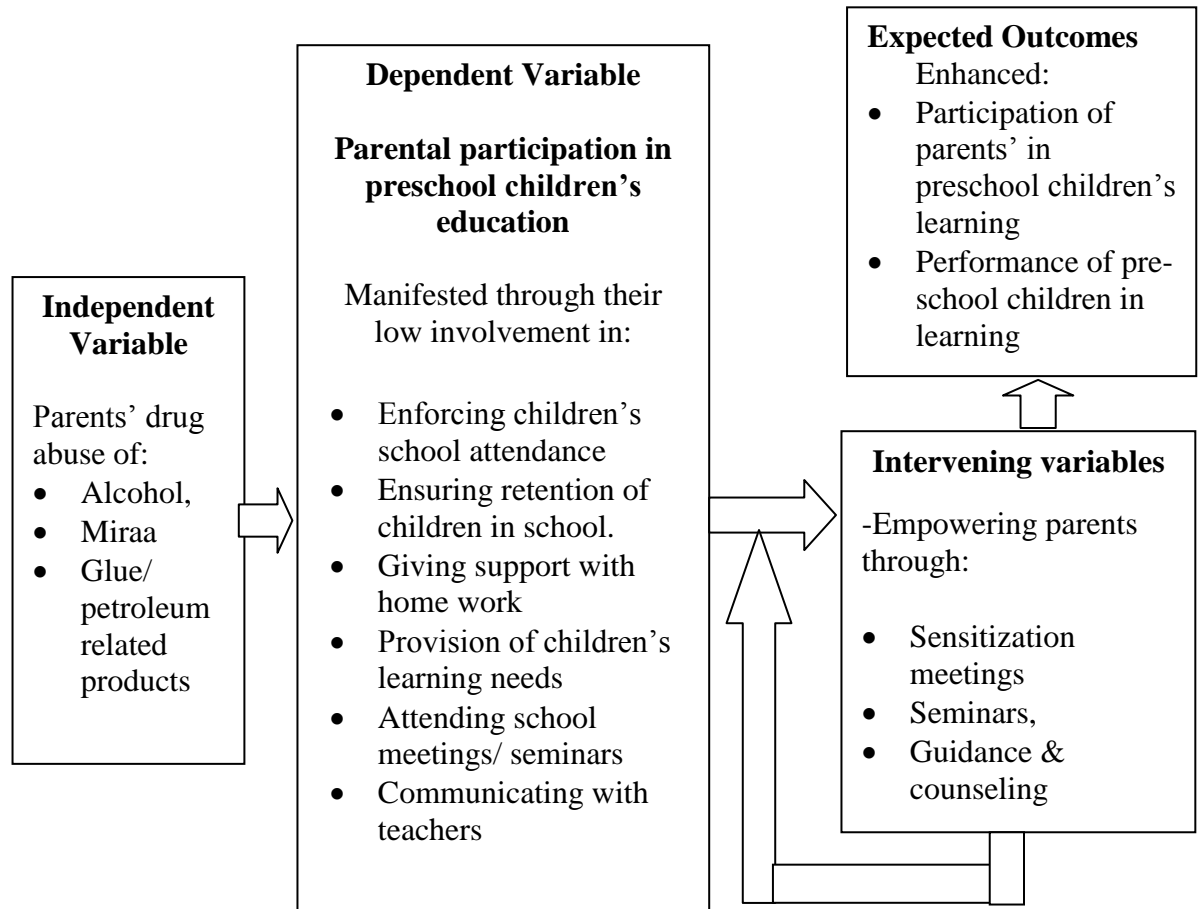 Independent
Variable
Parents’ drug
abuse of:
• Alcohol,
• Miraa
• Glue/
petroleum
related
products
Dependent Variable
Parental participation in
preschool children’s
education
Manifested through their
low involvement in:
• Enforcing children’s
school attendance
• Ensuring retention of
children in school.
• Giving support with
home work
• Provision of children’s
learning needs
• Attending school
meetings/ seminars
• Communicating with
teachers
Expected Outcomes
Enhanced:
• Participation of
parents’ in
preschool children’s
learning
• Performance of pre-
school children in
learning
Intervening variables
-Empowering parents
through:
• Sensitization
meetings
• Seminars,
• Guidance &
counseling